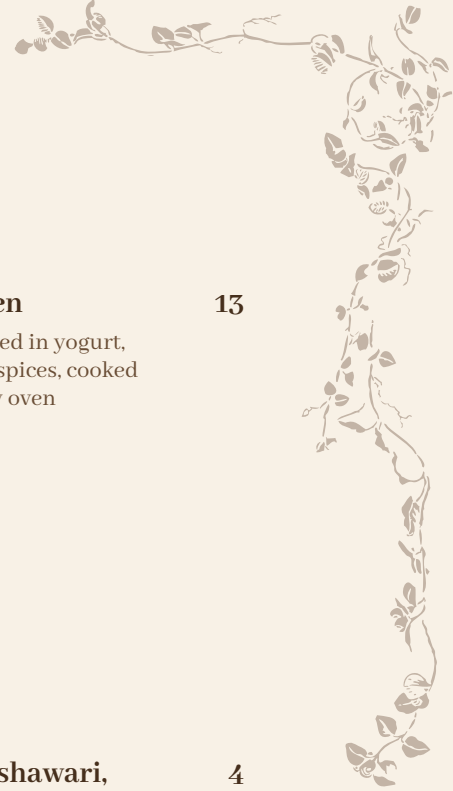 en 13
ed in yogurt,
spices, cooked
oven
shawari, 4